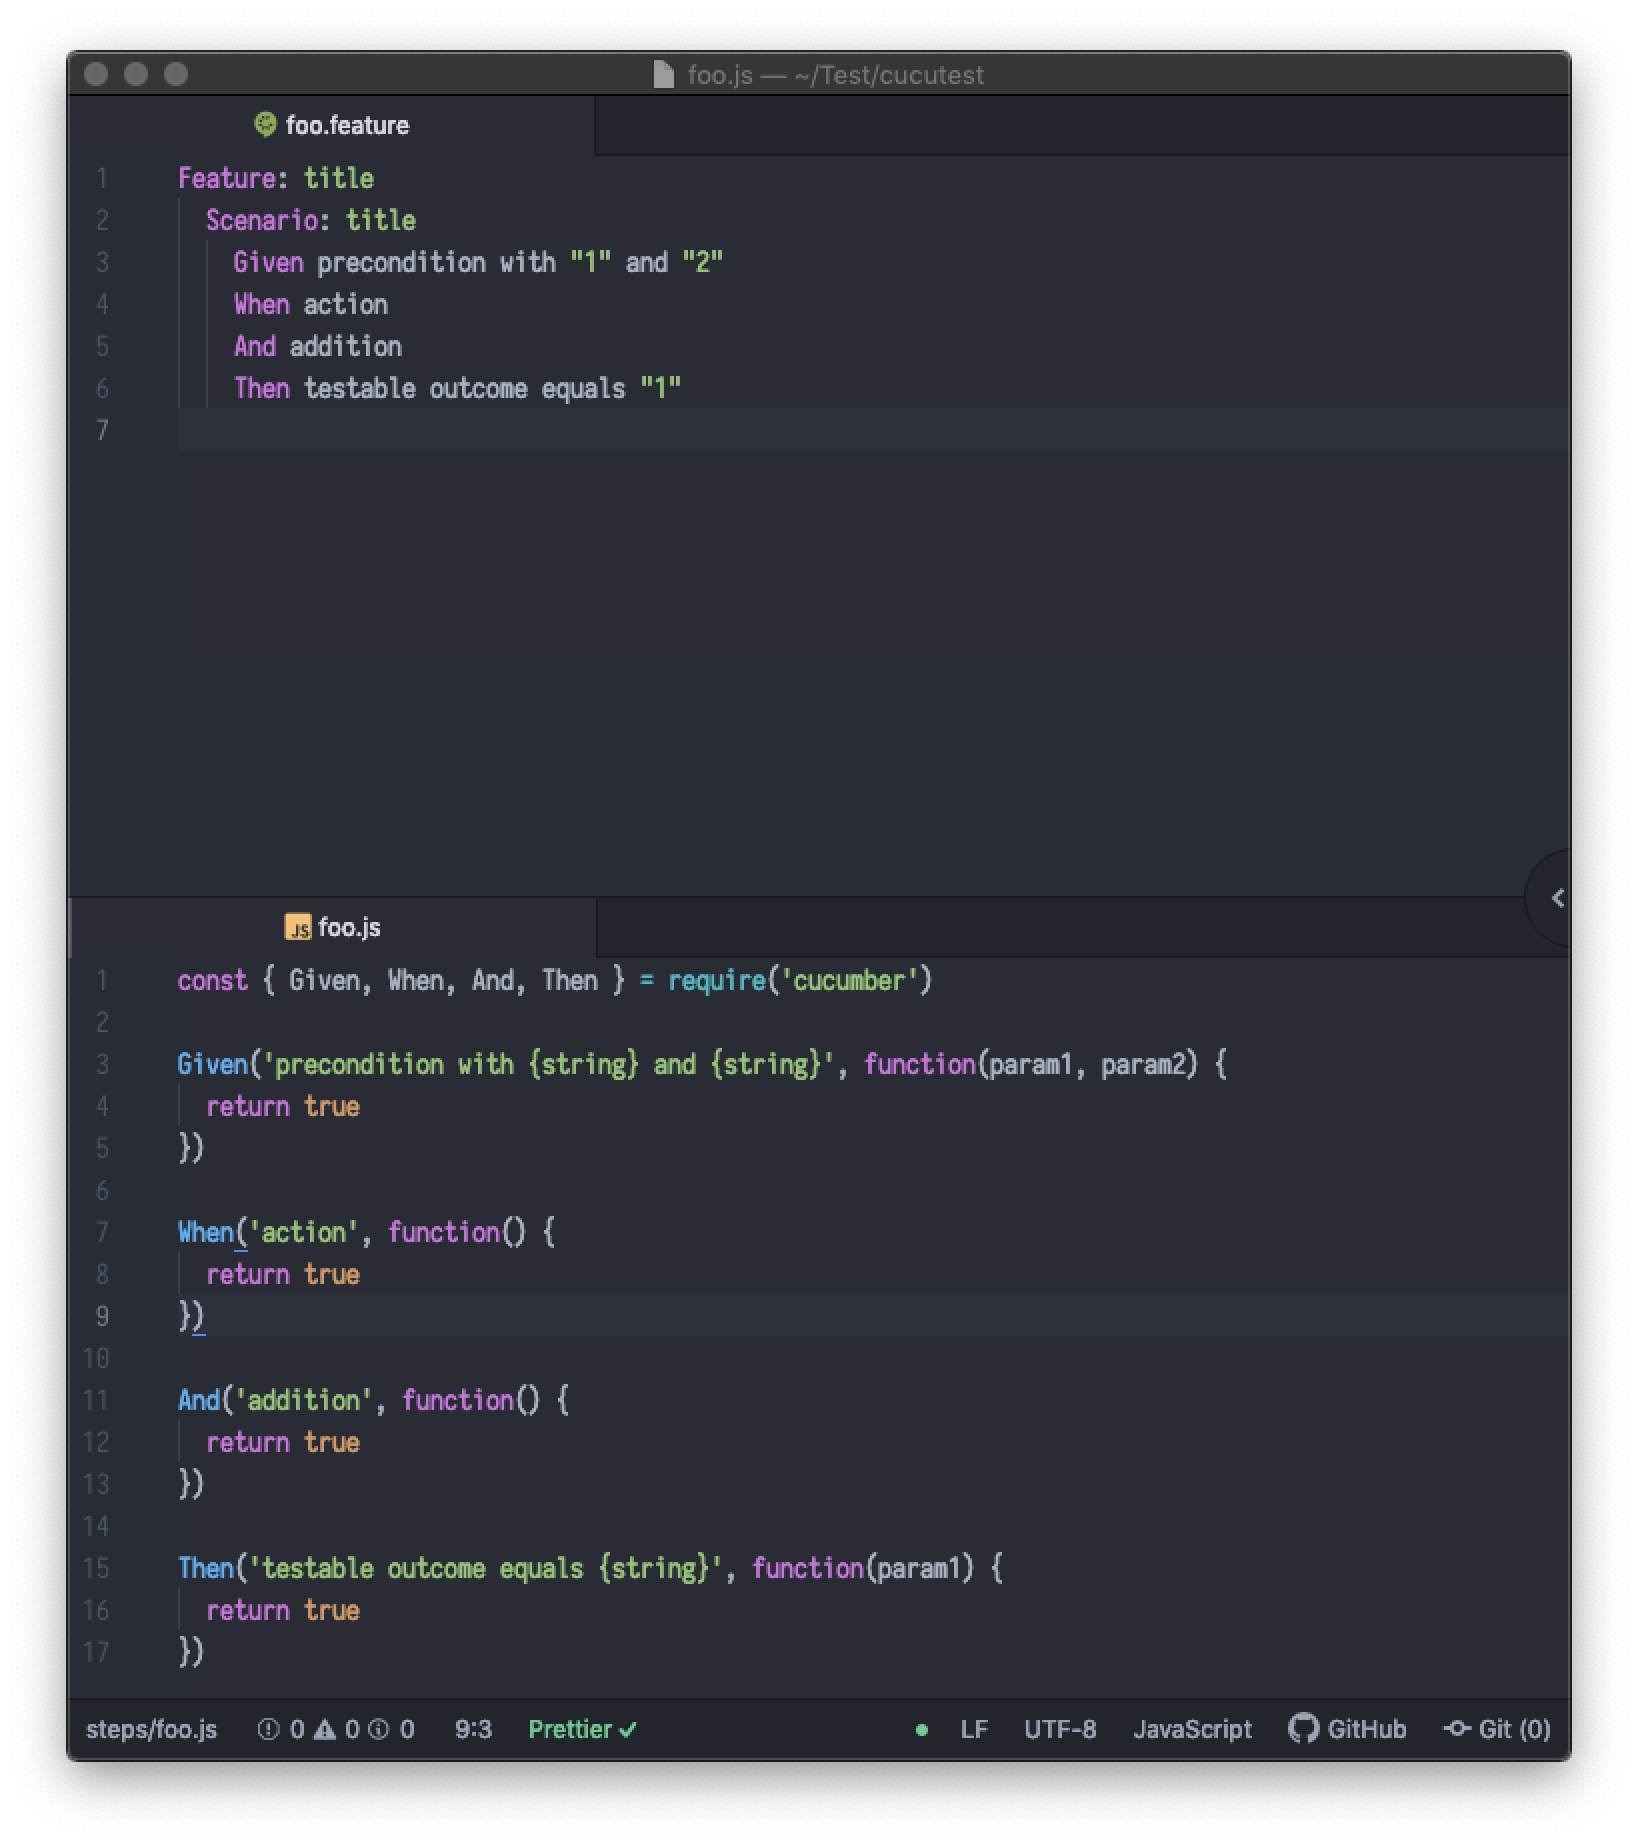 foo.js — ~/Test/cucutest
foo.feature
1 Feature: title
2   Scenario: title
3     Given precondition with "1" and "2"
4     When action
5     And addition
6     Then testable outcome equals "1"
7
JS foo.js
1 const { Given, When, And, Then } = require('cucumber')
2
3 Given('precondition with {string} and {string}', function(param1, param2) {
4   return true
5 })
6
7 When('action', function() {
8   return true
9 })
10
11 And('addition', function() {
12   return true
13 })
14
15 Then('testable outcome equals {string}', function(param1) {
16   return true
17 })
steps/foo.js 0 0 0 9:3 Prettier ✓ LF UTF-8 JavaScript GitHub Git (0)